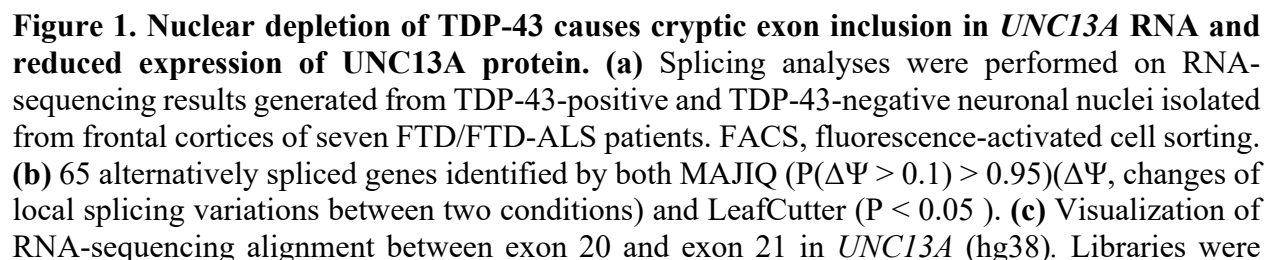 Figure 1. Nuclear depletion of TDP-43 causes cryptic exon inclusion in UNC13A RNA and
reduced expression of UNC13A protein. (a) Splicing analyses were performed on RNA-
sequencing results generated from TDP-43-positive and TDP-43-negative neuronal nuclei isolated
from frontal cortices of seven FTD/FTD-ALS patients. FACS, fluorescence-activated cell sorting.
(b) 65 alternatively spliced genes identified by both MAJIQ (P(ΔΨ > 0.1) > 0.95)(ΔΨ, changes of
local splicing variations between two conditions) and LeafCutter (P < 0.05 ). (c) Visualization of
RNA-sequencing alignment between exon 20 and exon 21 in UNC13A (hg38). Libraries were